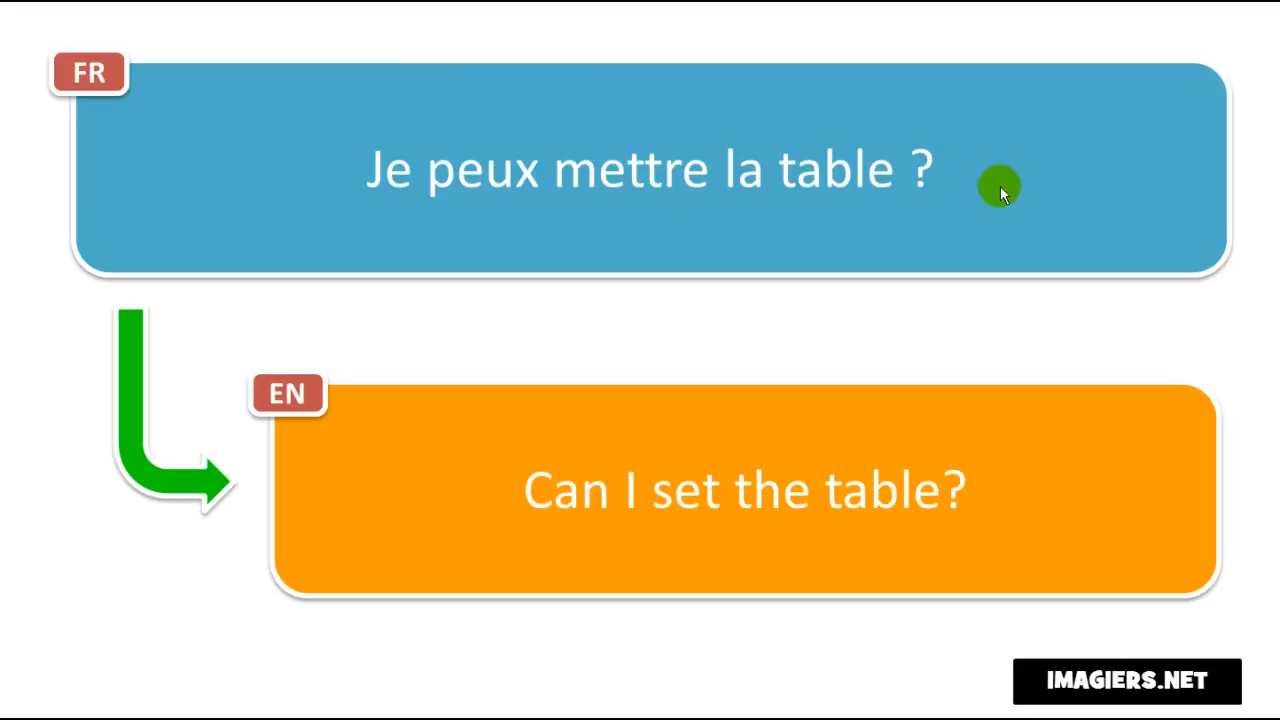 FR
Je peux mettre la table ?
EN
Can I set the table?
IMAGIERS.NET